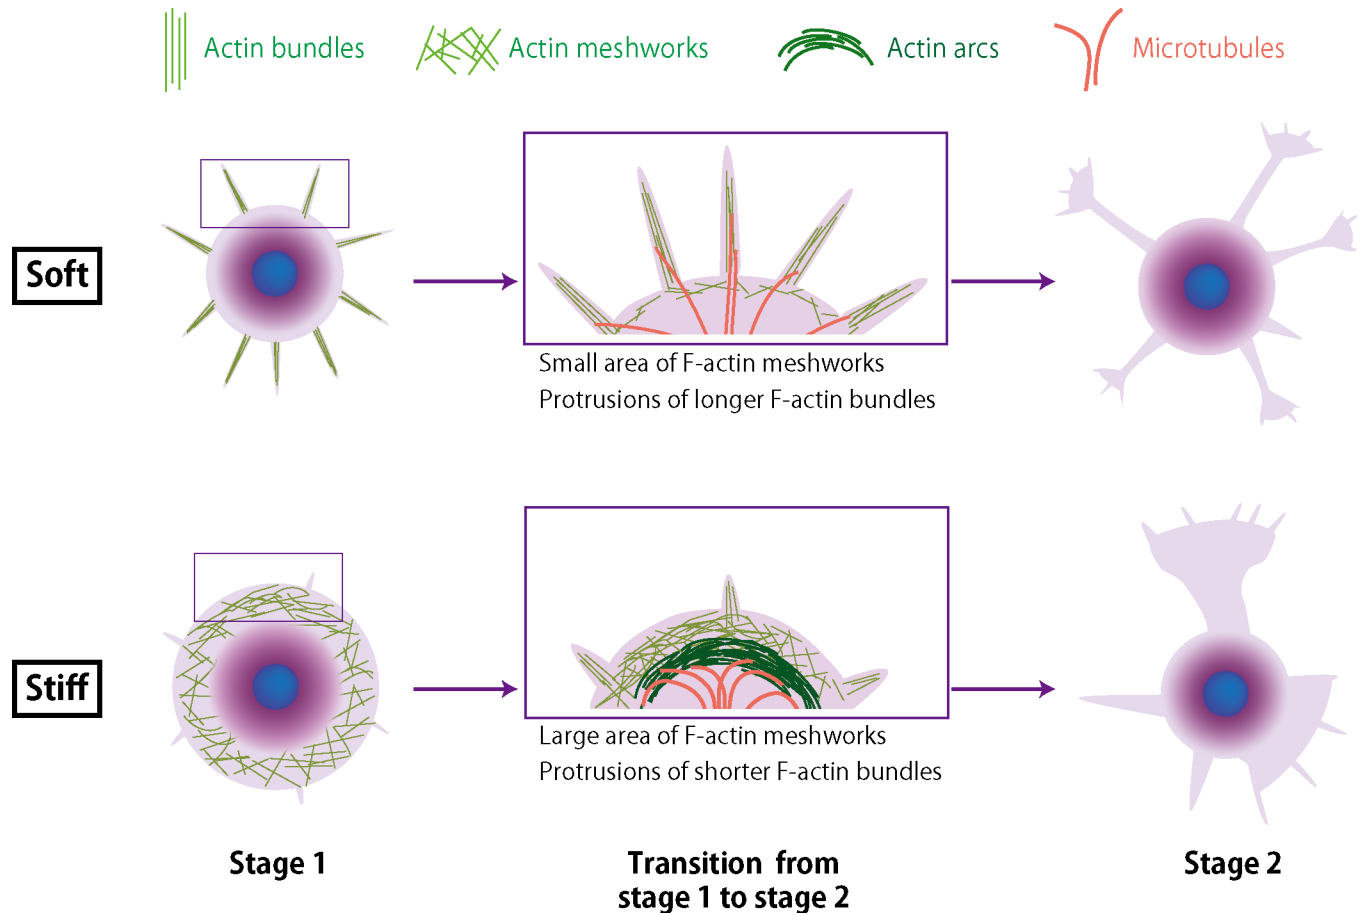 Actin bundles
Actin meshworks
Actin arcs
Microtubules
Soft
Small area of F-actin meshworks
Protrusions of longer F-actin bundles
Stiff
Large area of F-actin meshworks
Protrusions of shorter F-actin bundles
Stage 1
Transition from
stage 1 to stage 2
Stage 2